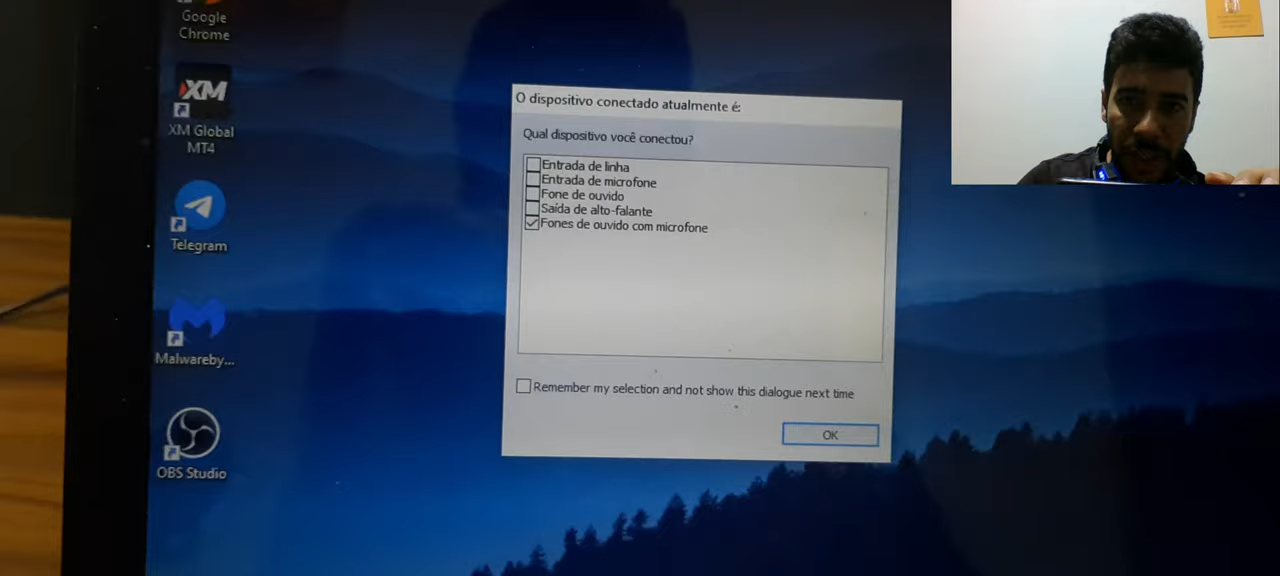 Google
Chrome
XM
XM Global
MT4
Telegram
Malwareby...
OBS Studio
O dispositivo conectado atualmente é:
Qual dispositivo você conectou?
Entrada de linha
Entrada de microfone
Fone de ouvido
Saída de alto-falante
Fones de ouvido com microfone
Remember my selection and not show this dialogue next time
OK